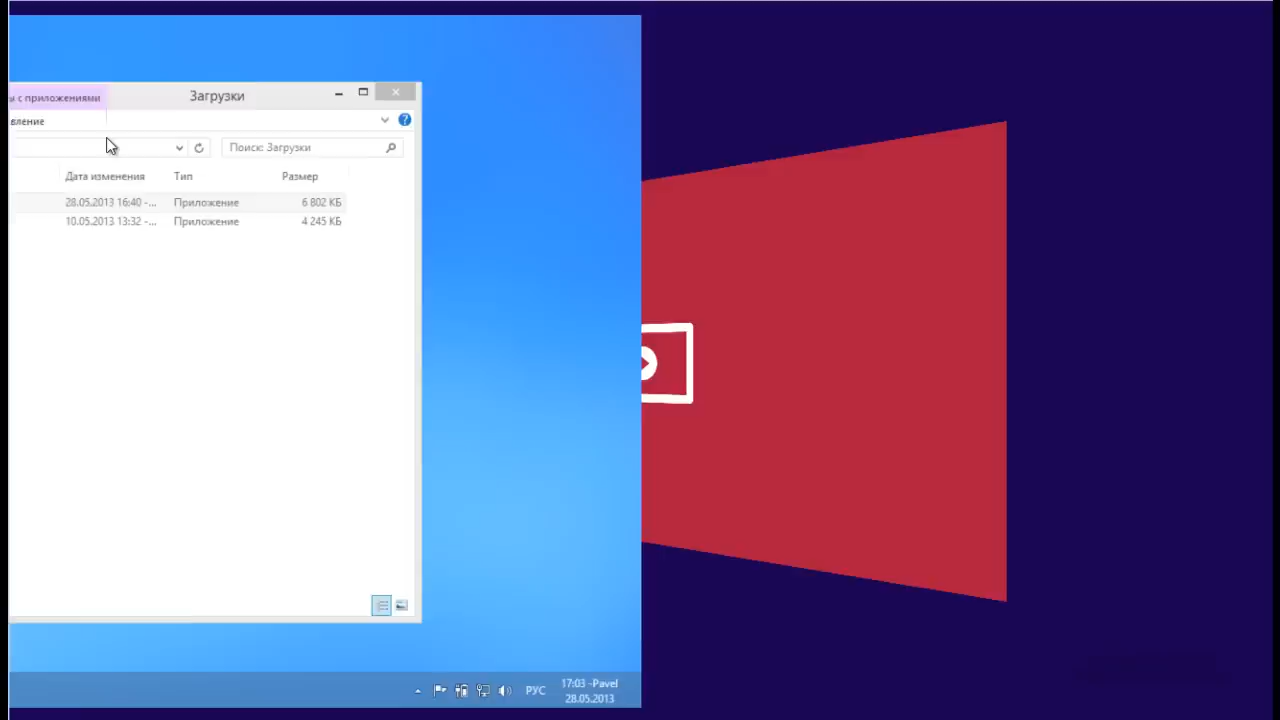 ы с приложениями
Загрузки
вление
Поиск: Загрузки
Дата изменения Тип Размер
28.05.2013 16:40 -... Приложение 6 802 КБ
10.05.2013 13:32 -... Приложение 4 245 КБ
РУС
17:03 -Pavel
28.05.2013